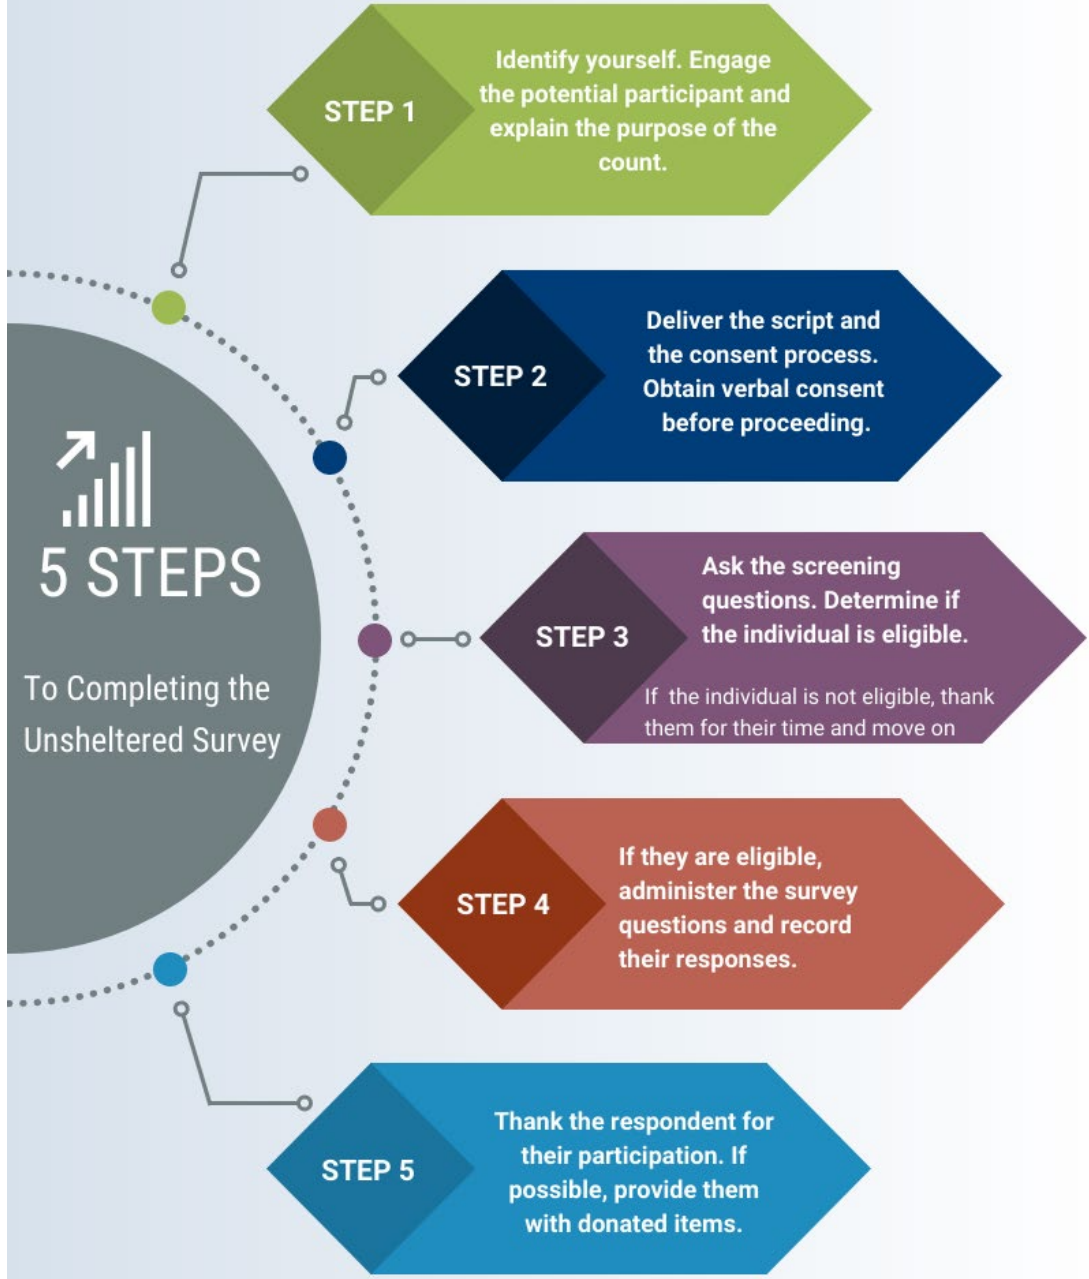 5 STEPS
To Completing the
Unsheltered Survey
STEP 1
Identify yourself. Engage
the potential participant and
explain the purpose of the
count.
STEP 2
Deliver the script and
the consent process.
Obtain verbal consent
before proceeding.
STEP 3
Ask the screening
questions. Determine if
the individual is eligible.
If the individual is not eligible, thank
them for their time and move on
STEP 4
If they are eligible,
administer the survey
questions and record
their responses.
STEP 5
Thank the respondent for
their participation. If
possible, provide them
with donated items.